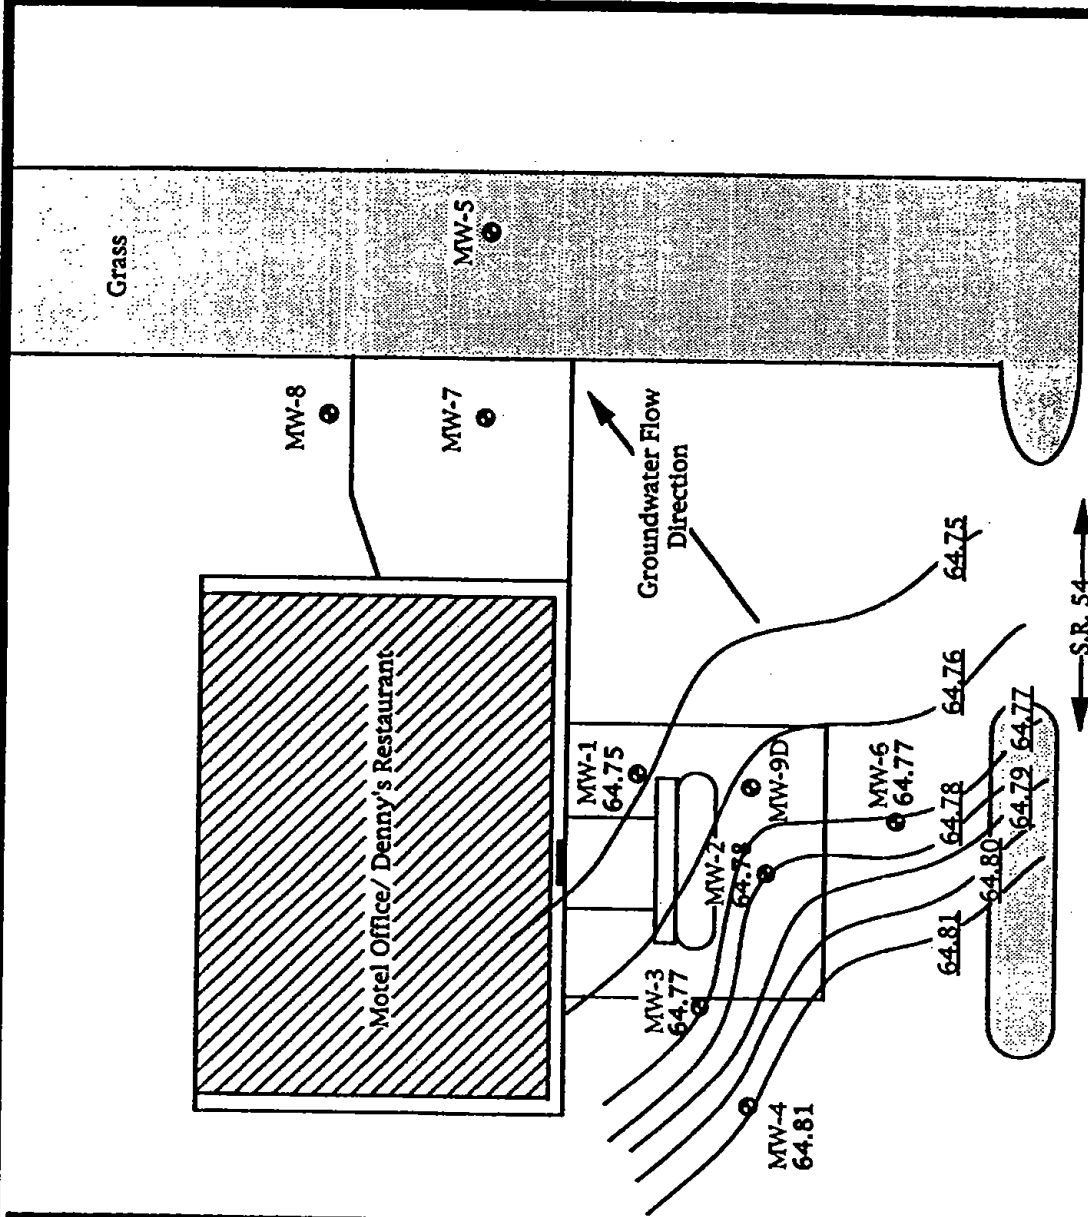 Grass
MW-5
MW-8
MW-7
Groundwater Flow
Direction
Motel Office/ Denny's Restaurant
MW-1
64.75
MW-9D
MW-2
64.78
MW-3
64.77
MW-4
64.81
MW-6
64.77
64.75
64.76
64.77
64.78
64.79
64.80
64.81
S.R. 54